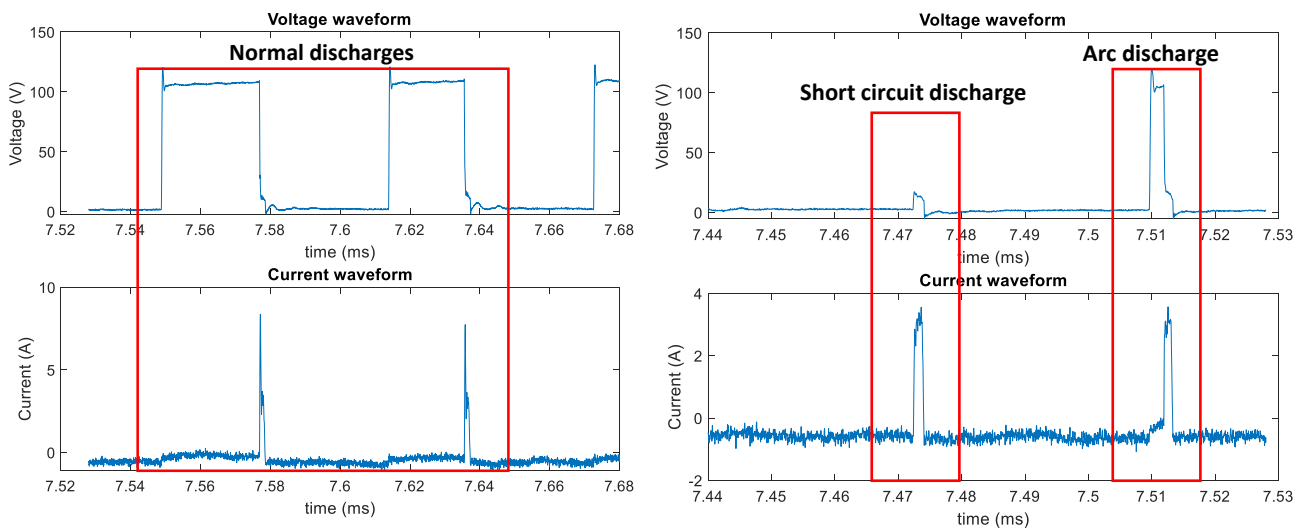 Voltage waveform
Normal discharges
150
100
50
0
Voltage (V)
7.52 7.54 7.56 7.58 7.6 7.62 7.64 7.66 7.68
time (ms)
Current waveform
10
5
0
Current (A)
7.52 7.54 7.56 7.58 7.6 7.62 7.64 7.66 7.68
time (ms)
Voltage waveform
Arc discharge
Short circuit discharge
150
100
50
0
Voltage (V)
7.44 7.45 7.46 7.47 7.48 7.49 7.5 7.51 7.52 7.53
time (ms)
Current waveform
4
2
0
-2
Current (A)
7.44 7.45 7.46 7.47 7.48 7.49 7.5 7.51 7.52 7.53
time (ms)